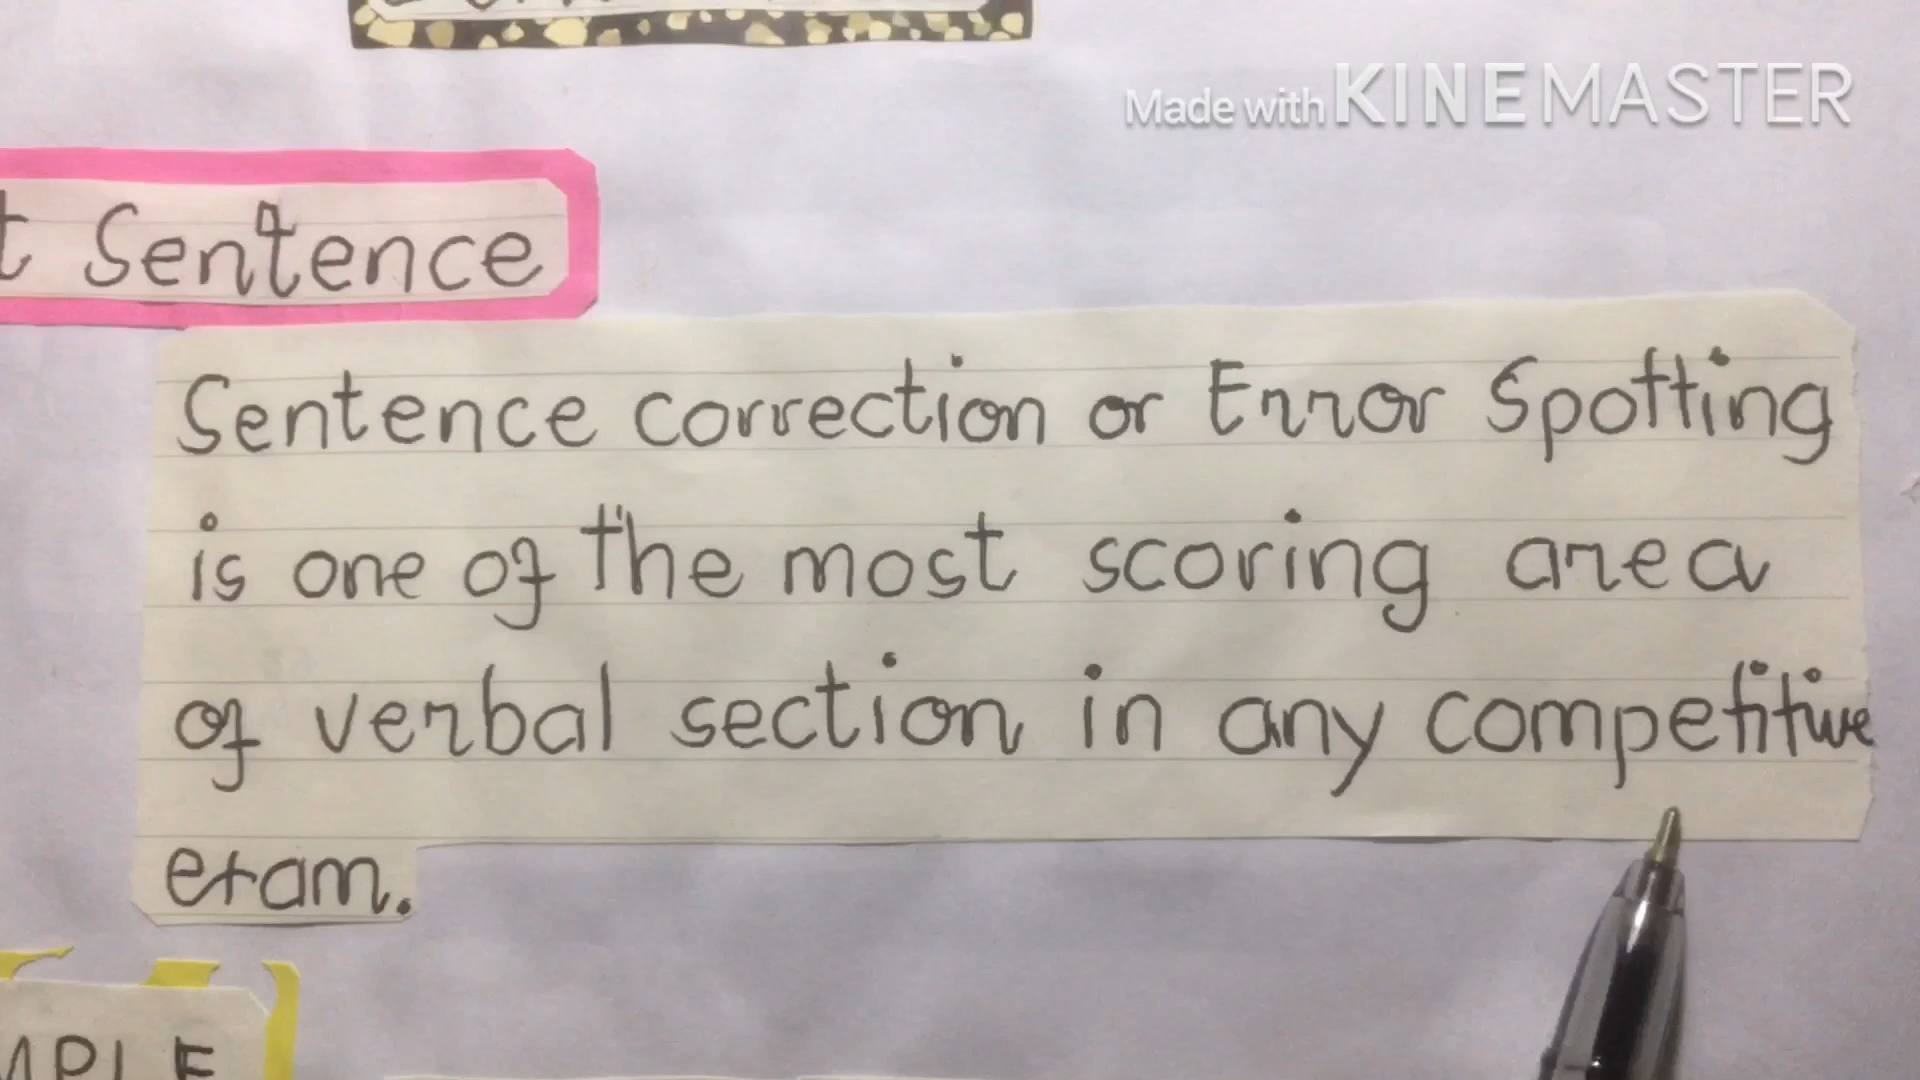 Made with KINEMASTER
t Sentence
Sentence correction or Error Spotting
is one of the most scoring area
of verbal section in any competitive
exam.
MPLE